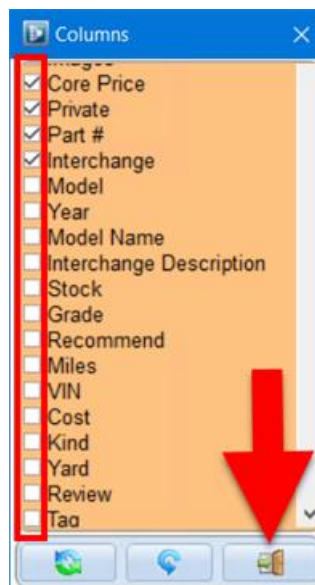 Columns
Images
Core Price
Private
Part #
Interchange
Model
Year
Model Name
Interchange Description
Stock
Grade
Recommend
Miles
VIN
Cost
Kind
Yard
Review
Tag